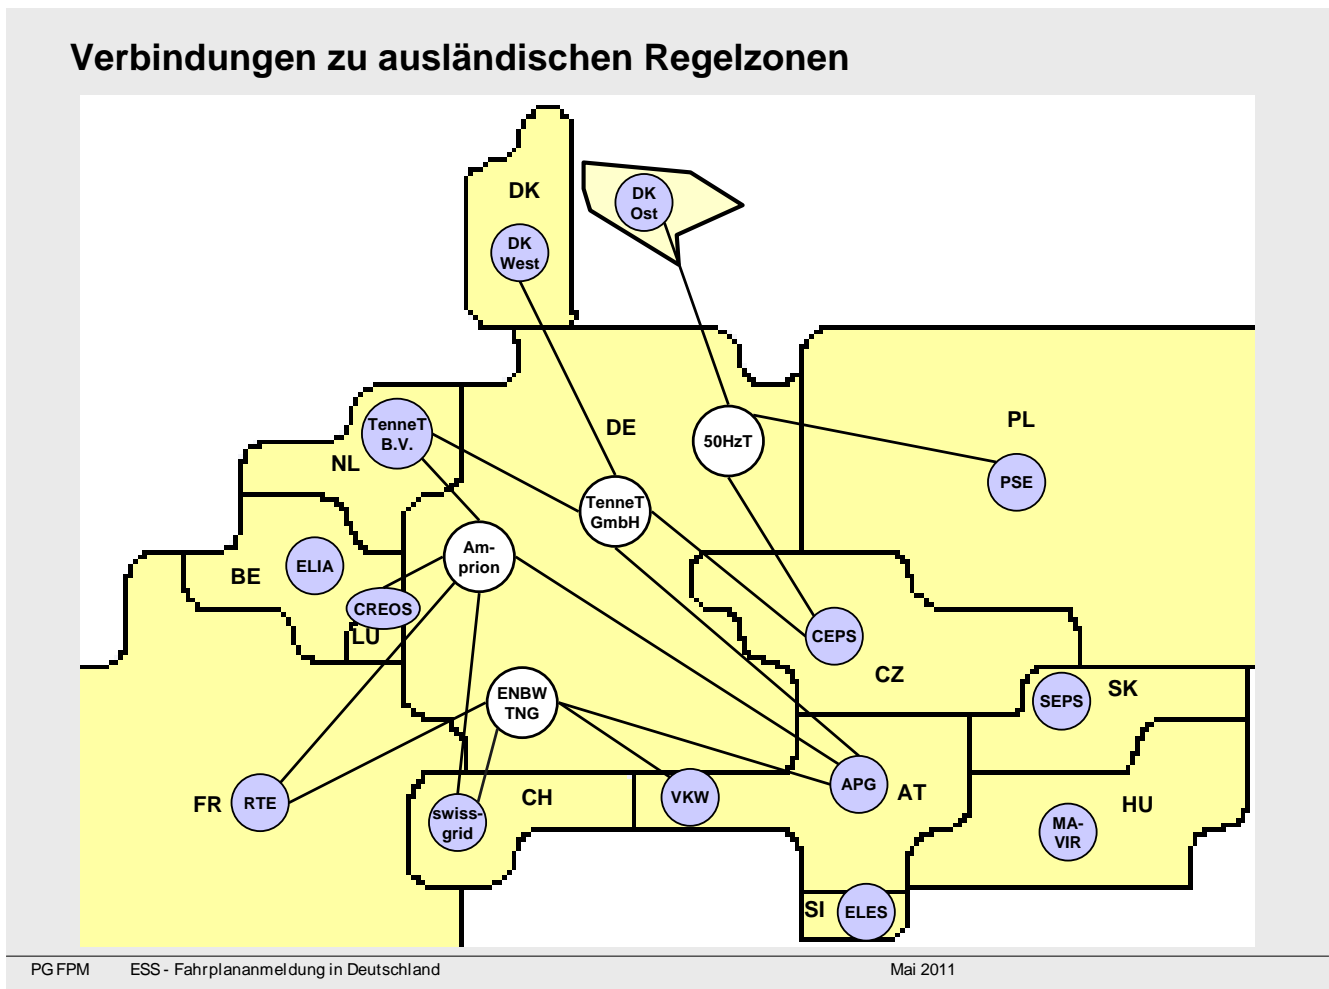 Verbindungen zu ausländischen Regelzonen
DK
DK
Ost
DK
West
TenneT
B.V.
NL
DE
50HzT
PL
PSE
TenneT
GmbH
Am-
prion
BE
ELIA
CREOS
LU
CEPS
CZ
SEPS
SK
ENBW
TNG
FR
RTE
swiss-
grid
CH
VKW
APG
AT
MA-
VIR
HU
SI
ELES
PG FPM
ESS - Fahrplananmeldung in Deutschland
Mai 2011